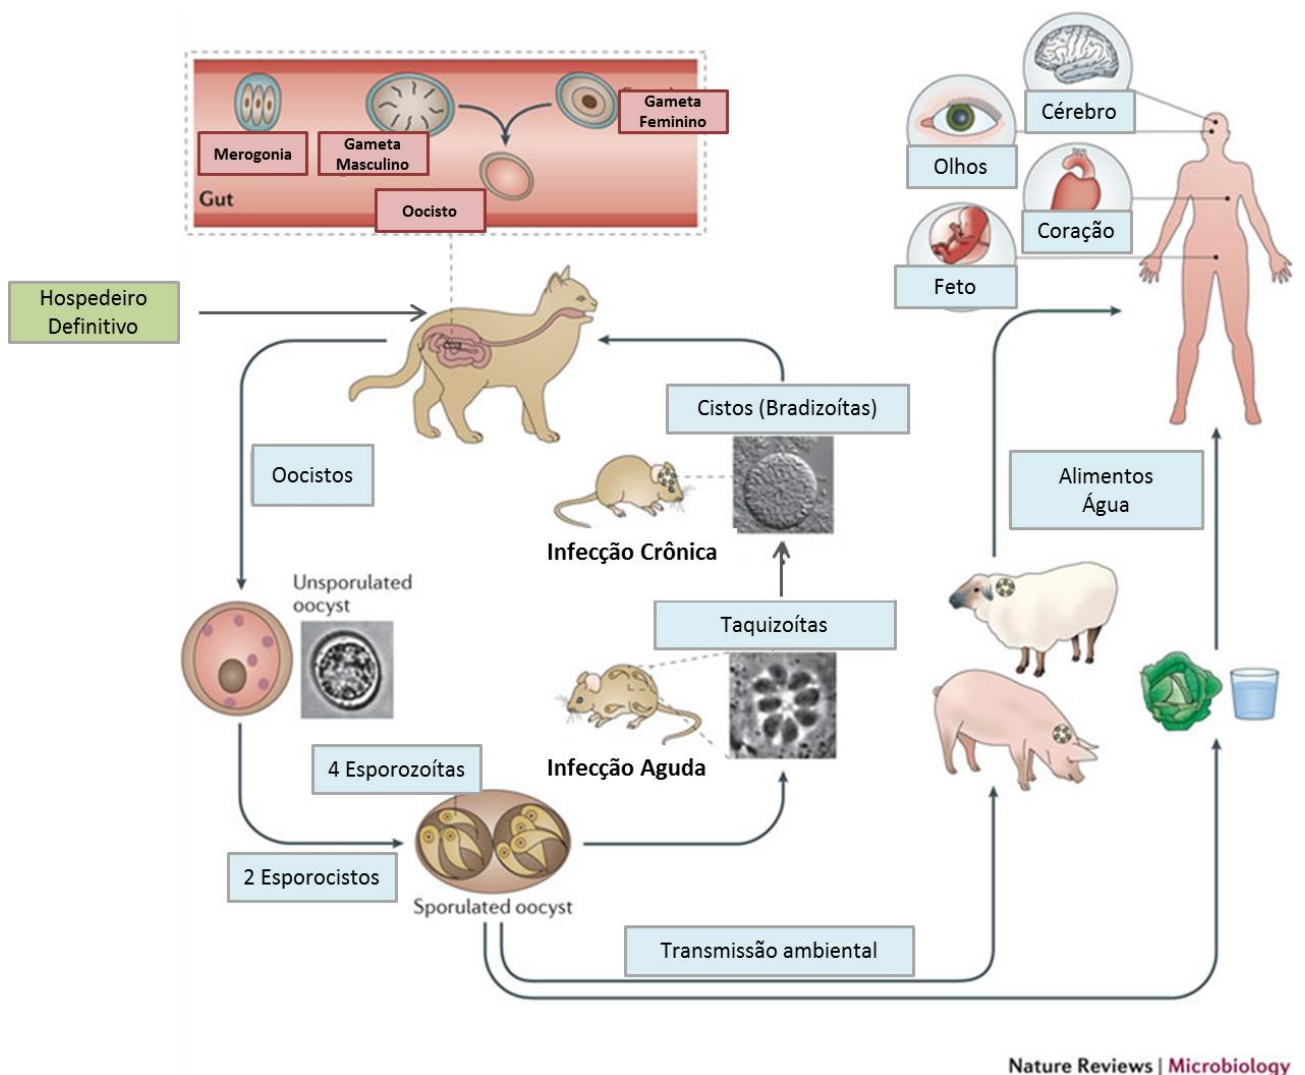 Merogonia
Gameta
Masculino
Gameta
Feminino
Gut
Oocisto
Cérebro
Olhos
Coração
Feto
Hospedeiro
Definitivo
Cistos (Bradizoítas)
Oocistos
Alimentos
Água
Infecção Crônica
Unsporulated
oocyst
Taquizoítas
4 Esporozoítas
Infecção Aguda
2 Esporocistos
Sporulated oocyst
Transmissão ambiental
Nature Reviews | Microbiology